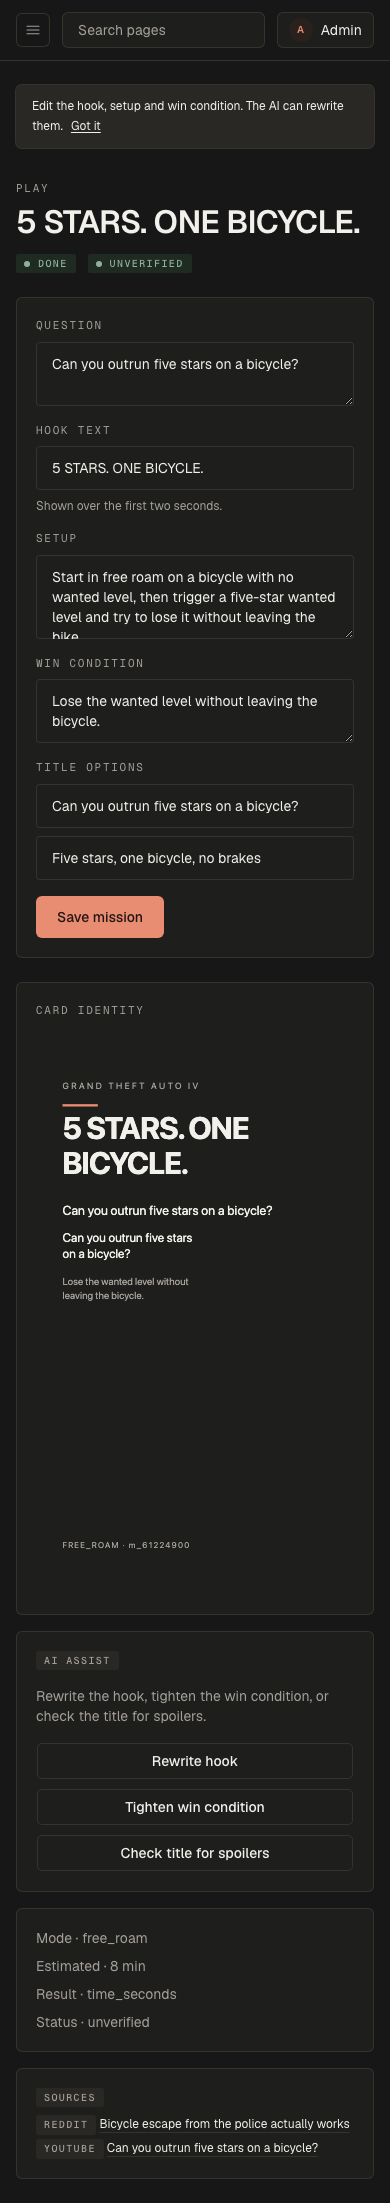 Search pages
A
Admin
Edit the hook, setup and win condition. The AI can rewrite
them. Got it
PLAY
5 STARS. ONE BICYCLE.
DONE
UNVERIFIED
QUESTION
Can you outrun five stars on a bicycle?
HOOK TEXT
5 STARS. ONE BICYCLE.
Shown over the first two seconds.
SETUP
Start in free roam on a bicycle with no
wanted level, then trigger a five-star wanted
level and try to lose it without leaving the
bike
WIN CONDITION
Lose the wanted level without leaving the
bicycle.
TITLE OPTIONS
Can you outrun five stars on a bicycle?
Five stars, one bicycle, no brakes
Save mission
CARD IDENTITY
GRAND THEFT AUTO IV
5 STARS. ONE
BICYCLE.
Can you outrun five stars on a bicycle?
Can you outrun five stars
on a bicycle?
Lose the wanted level without
leaving the bicycle.
FREE_ROAM · m_61224900
AI ASSIST
Rewrite the hook, tighten the win condition, or
check the title for spoilers.
Rewrite hook
Tighten win condition
Check title for spoilers
Mode · free_roam
Estimated · 8 min
Result · time_seconds
Status · unverified
SOURCES
REDDIT Bicycle escape from the police actually works
YOUTUBE Can you outrun five stars on a bicycle?